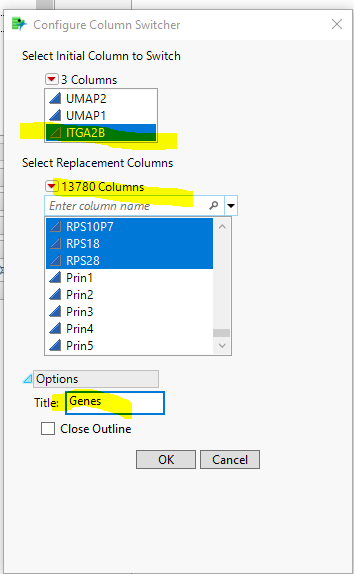 Configure Column Switcher
Select Initial Column to Switch
3 Columns
UMAP2
UMAP1
ITGA2B
Select Replacement Columns
13780 Columns
Enter column name
RPS10P7
RPS18
RPS28
Prin1
Prin2
Prin3
Prin4
Prin5
Options
Title: Genes
Close Outline
OK Cancel